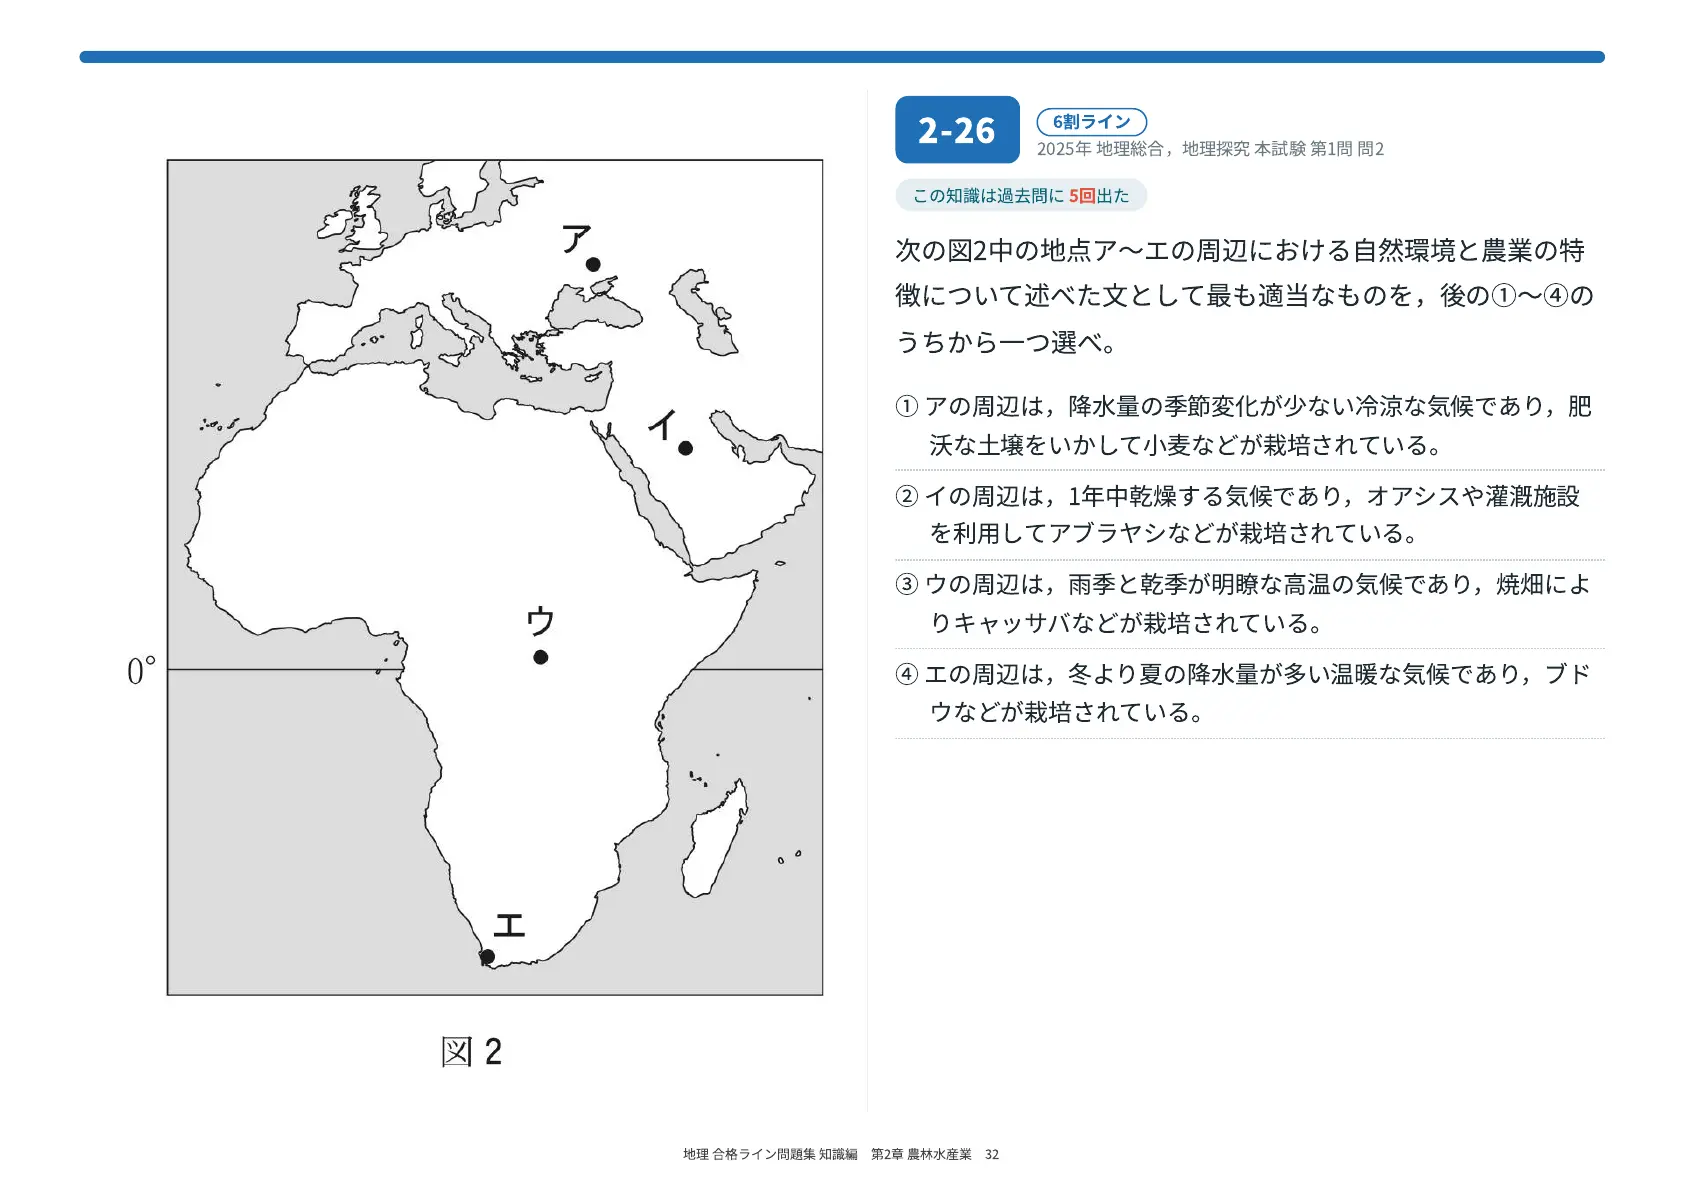 ア
イ
ウ
0°
エ
図 2
2-26
6割ライン
2025年 地理総合，地理探究 本試験 第1問 問2
この知識は過去問に 5回出た
次の図2中の地点ア～エの周辺における自然環境と農業の特
徴について述べた文として最も適当なものを，後の①～④の
うちから一つ選べ。
① アの周辺は，降水量の季節変化が少ない冷涼な気候であり，肥
沃な土壌をいかして小麦などが栽培されている。
② イの周辺は，1年中乾燥する気候であり，オアシスや灌漑施設
を利用してアブラヤシなどが栽培されている。
③ ウの周辺は，雨季と乾季が明瞭な高温の気候であり，焼畑によ
りキャッサバなどが栽培されている。
④ エの周辺は，冬より夏の降水量が多い温暖な気候であり，ブド
ウなどが栽培されている。
地理 合格ライン問題集 知識編　第2章 農林水産業　32